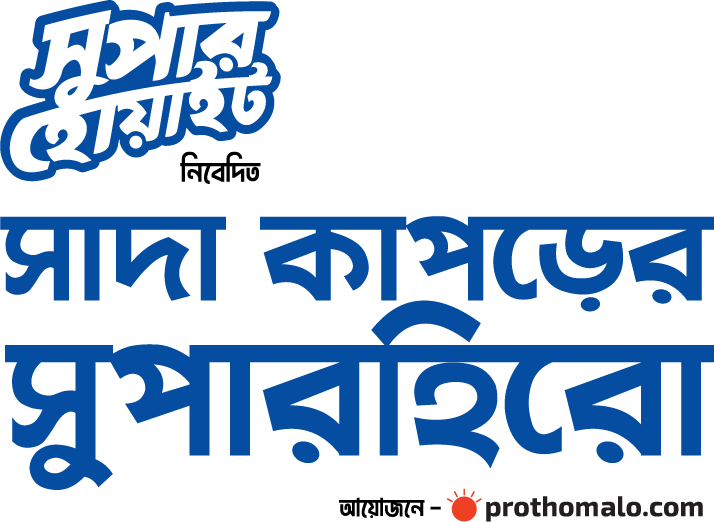 সুপার
হোয়াইট
নিবেদিত
সাদা কাপড়ের
সুপারহিরো
আয়োজনে – prothomalo.com